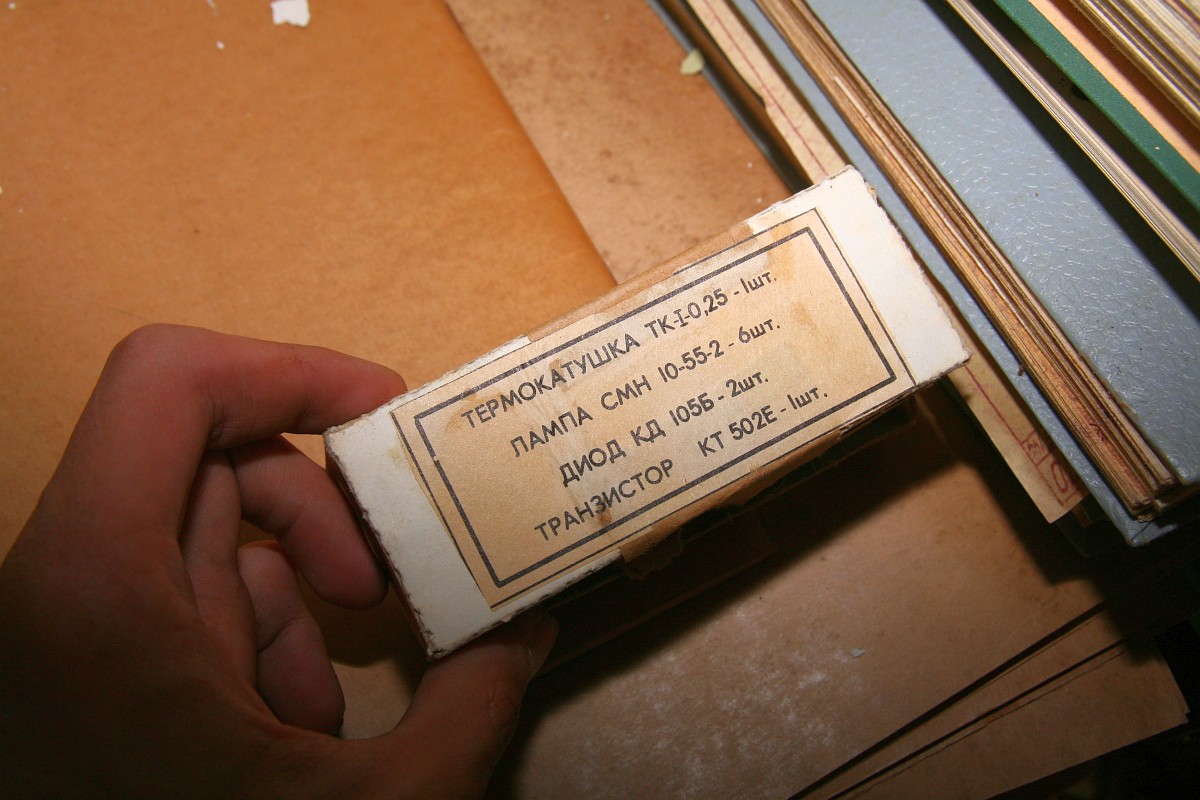 ТЕРМОКАТУШКА ТК-I-0,25 - 1шт.
ЛАМПА СМН 10-55-2 - 6шт.
ДИОД КД 105Б - 2шт.
ТРАНЗИСТОР КТ 502Е - 1шт.